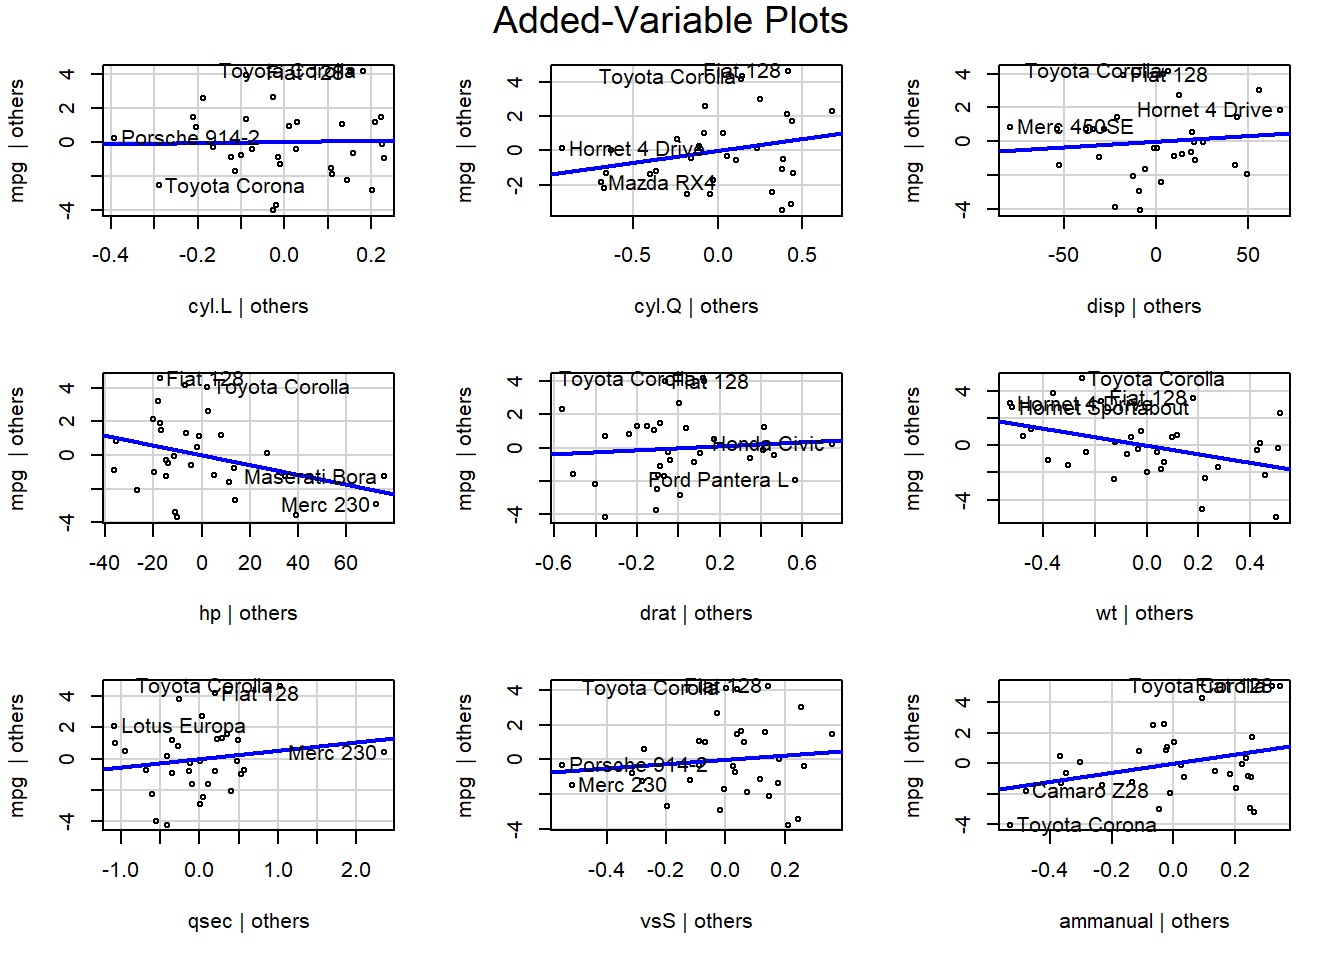 Added-Variable Plots
mpg | others
4
2
0
-2
-4
Toyota Corolla
Fiat 128
Porsche 914-2
Toyota Corona
-0.4
-0.2
0.0
0.2
cyl.L | others
mpg | others
4
2
0
-2
Toyota Corolla
Fiat 128
Hornet 4 Drive
Mazda RX4
-0.5
0.0
0.5
cyl.Q | others
mpg | others
4
2
0
-4
Toyota Corolla
Fiat 128
Hornet 4 Drive
Merc 450SE
-50
0
50
disp | others
mpg | others
4
2
0
-4
Fiat 128
Toyota Corolla
Maserati Bora
Merc 230
-40
-20
0
20
40
60
hp | others
mpg | others
4
2
0
-4
Toyota Corolla
Fiat 128
Honda Civic
Ford Pantera L
-0.6
-0.2
0.2
0.6
drat | others
mpg | others
4
2
0
-4
Toyota Corolla
Hornet 4 Drive
Fiat 128
Hornet Sportabout
-0.4
0.0
0.2
0.4
wt | others
mpg | others
4
2
0
-4
Toyota Corolla
Fiat 128
Lotus Europa
Merc 230
-1.0
0.0
1.0
2.0
qsec | others
mpg | others
4
2
0
-4
Toyota Corolla
Fiat 128
Porsche 914-2
Merc 230
-0.4
-0.2
0.0
0.2
vsS | others
mpg | others
4
2
0
-4
Toyota Corolla
Fiat 128
Camaro Z28
Toyota Corona
-0.4
-0.2
0.0
0.2
ammanual | others